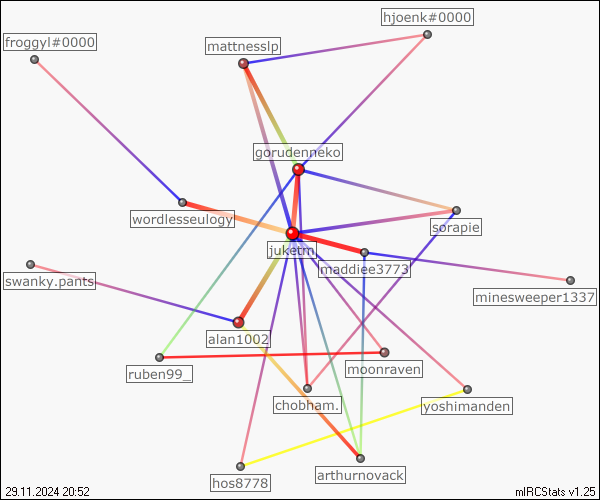 hjoenk#0000
froggyl#0000
mattnesslp
gorudenneko
wordlesseulogy
sorapie
juketm
maddiee3773
swanky.pants
minesweeper1337
alan1002
moonraven
ruben99_
chobham.
yoshimanden
hos8778
arthurnovack
29.11.2024 20:52
mIRCStats v1.25